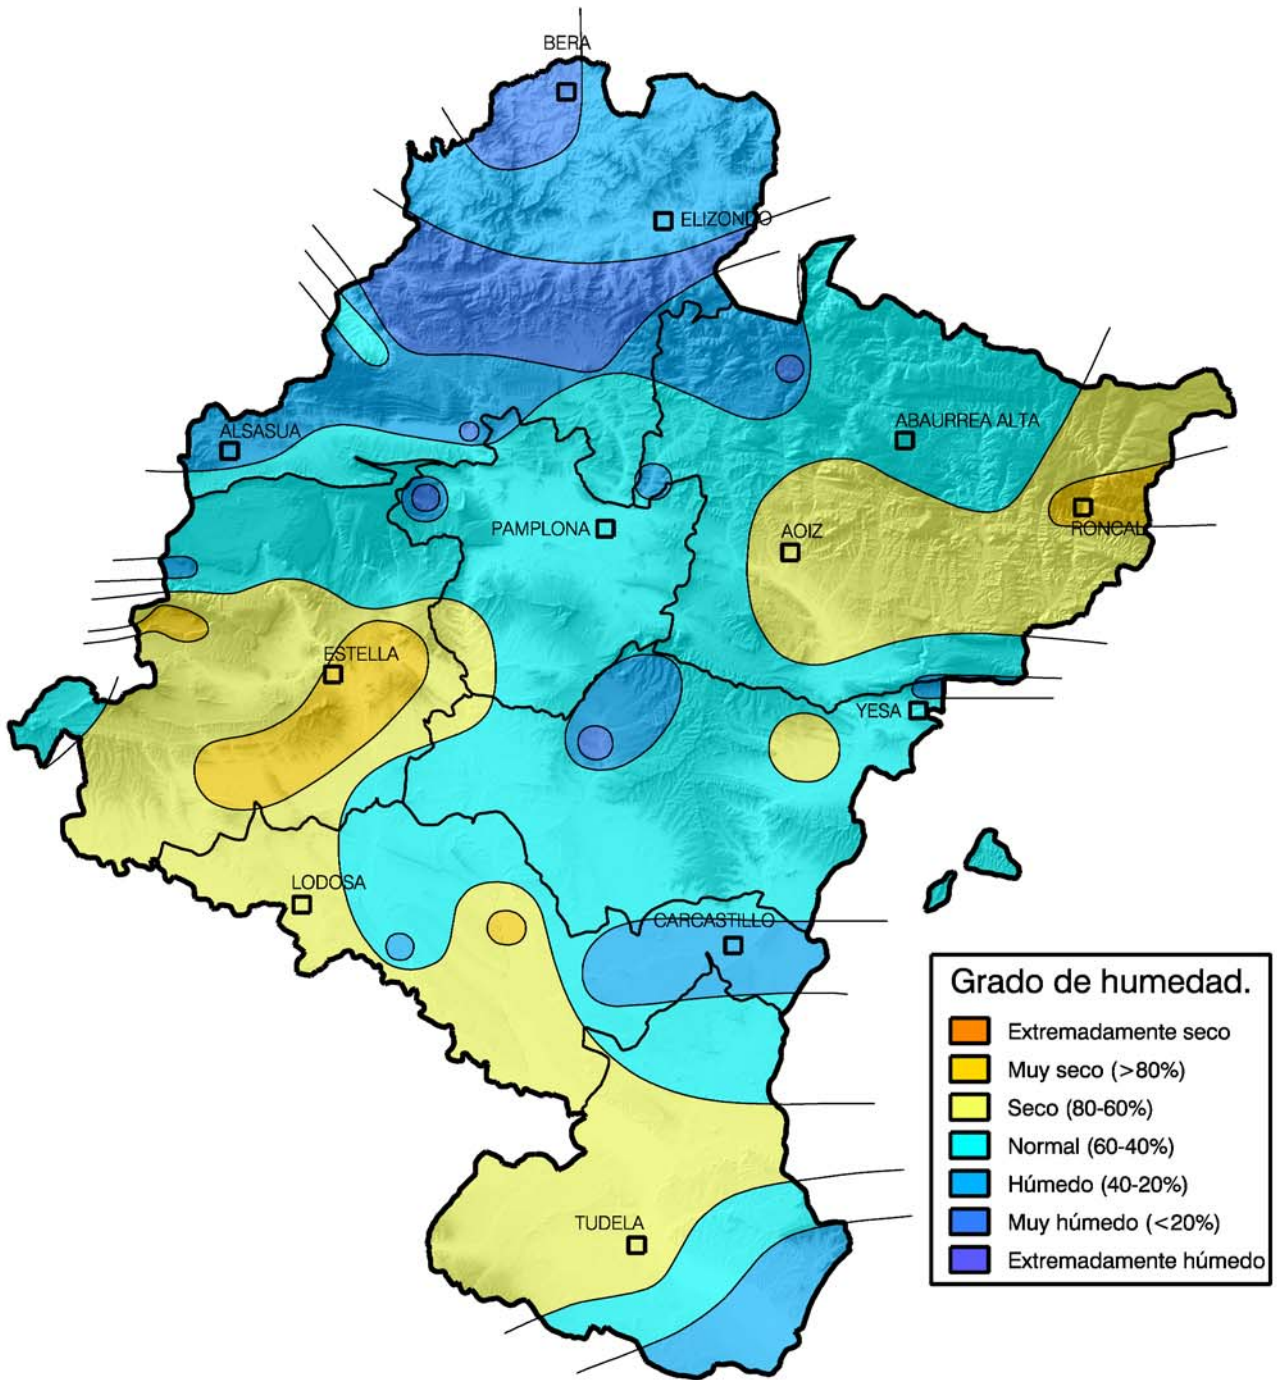 BERA
ELIZONDO
ALSASUA
ABAURREA ALTA
PAMPLONA
AOIZ
RONCAL
ESTELLA
YESA
LODOSA
CARCASTILLO
TUDELA
Grado de humedad.
Extremadamente seco
Muy seco (>80%)
Seco (80-60%)
Normal (60-40%)
Húmedo (40-20%)
Muy húmedo (<20%)
Extremadamente húmedo